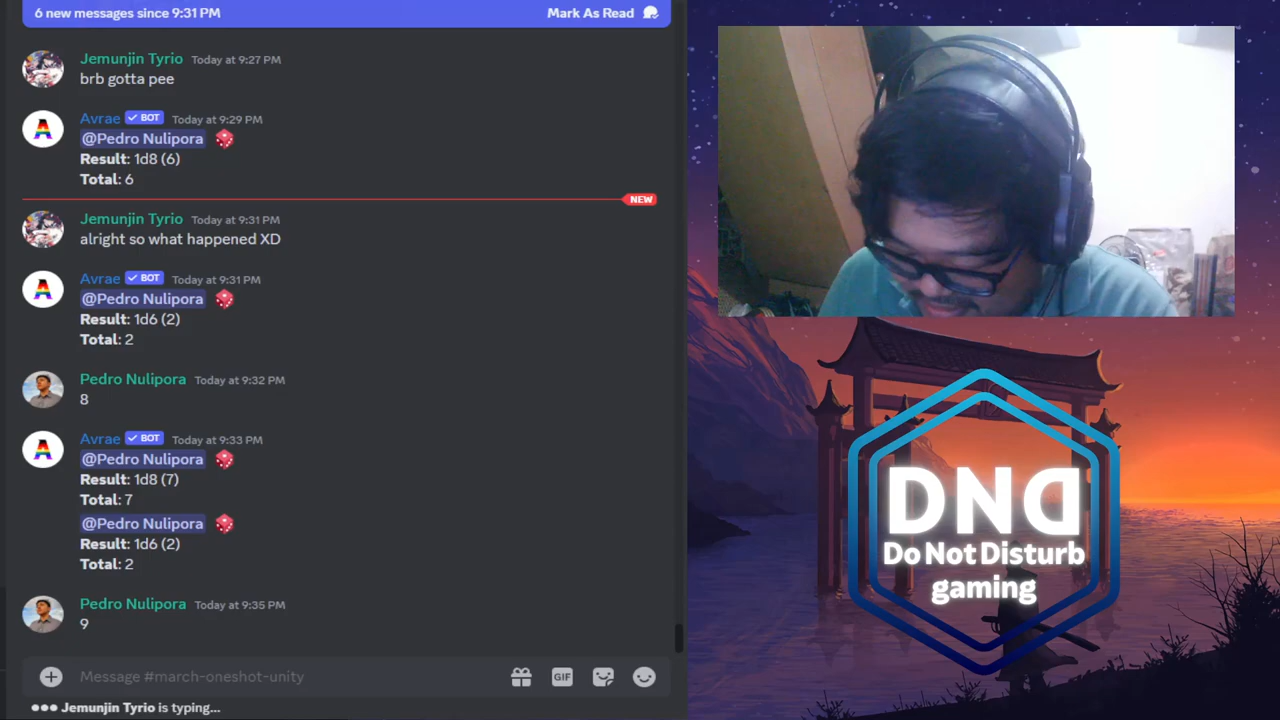 6 new messages since 9:31 PM Mark As Read
Jemunjin Tyrio Today at 9:27 PM
brb gotta pee
A
Avrae BOT Today at 9:29 PM
@Pedro Nulipora
Result: 1d8 (6)
Total: 6
NEW
Jemunjin Tyrio Today at 9:31 PM
alright so what happened XD
A
Avrae BOT Today at 9:31 PM
@Pedro Nulipora
Result: 1d6 (2)
Total: 2
Pedro Nulipora Today at 9:32 PM
8
A
Avrae BOT Today at 9:33 PM
@Pedro Nulipora
Result: 1d8 (7)
Total: 7
@Pedro Nulipora
Result: 1d6 (2)
Total: 2
Pedro Nulipora Today at 9:35 PM
9
Message #march-oneshot-unity GIF
Jemunjin Tyrio is typing...
DND
Do Not Disturb
gaming